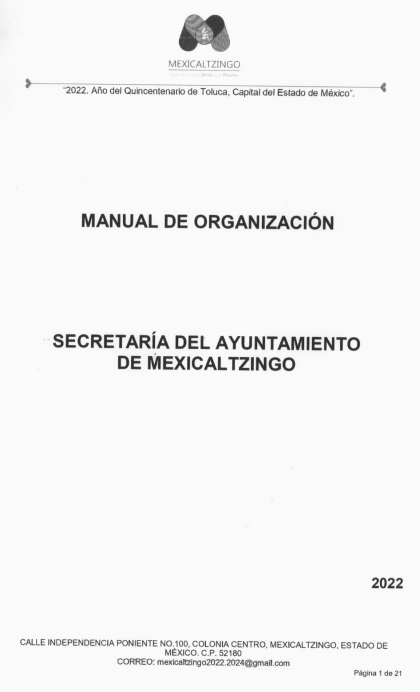 MEXICALTZINGO
"2022. Año del Quincentenario de Toluca, Capital del Estado de México".
MANUAL DE ORGANIZACIÓN
SECRETARÍA DEL AYUNTAMIENTO
DE MEXICALTZINGO
2022
CALLE INDEPENDENCIA PONIENTE NO.100, COLONIA CENTRO, MEXICALTZINGO, ESTADO DE
MÉXICO. C.P. 52180
CORREO: mexicaltzingo2022.2024@gmail.com
Página 1 de 21